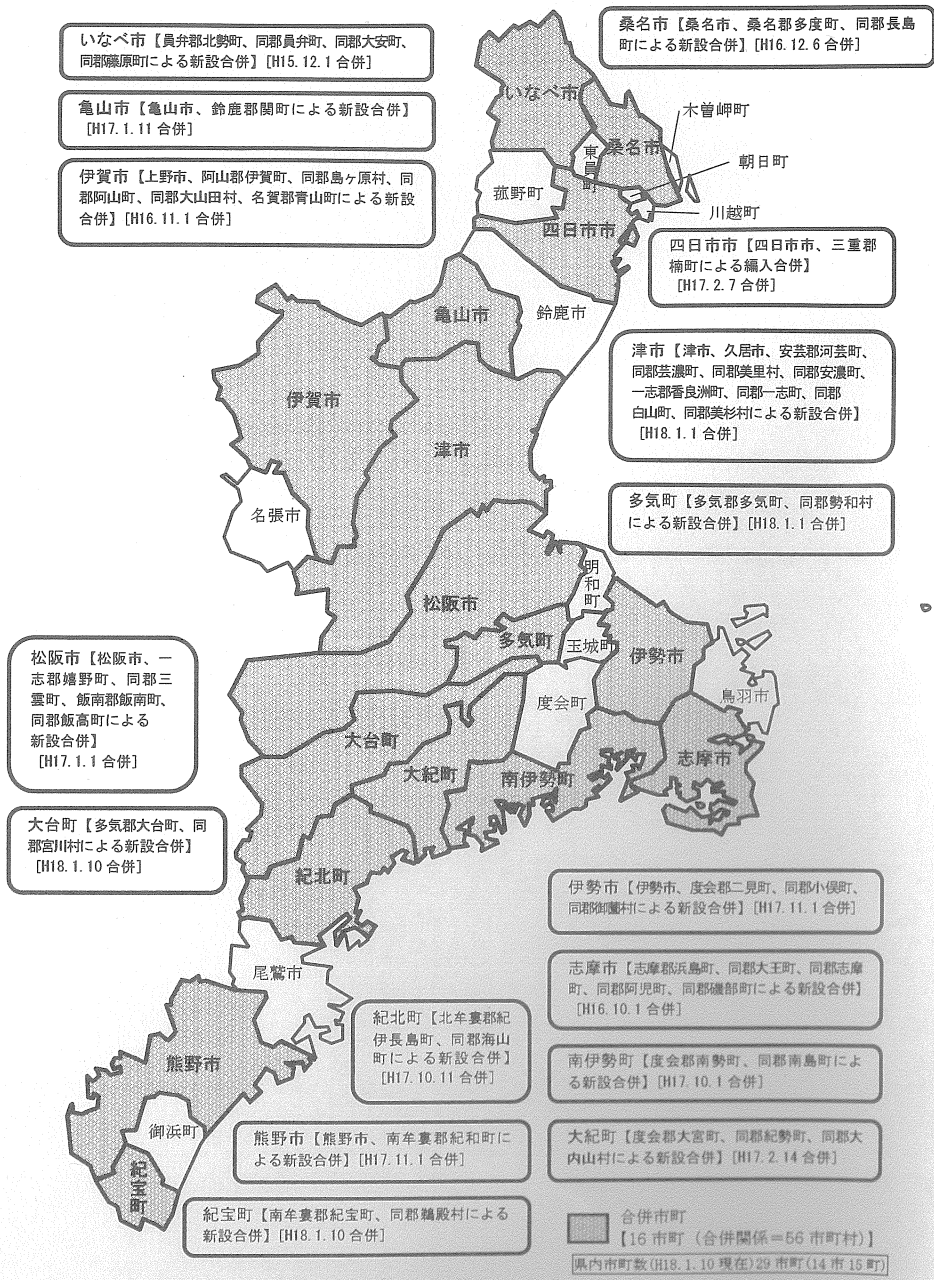 いなべ市【員弁郡北勢町、同郡員弁町、同郡大安町、
同郡藤原町による新設合併】[H15.12.1合併]
亀山市【亀山市、鈴鹿郡関町による新設合併】
[H17.1.11合併]
伊賀市【上野市、阿山郡伊賀町、同郡島ヶ原村、同
郡阿山町、同郡大山田村、名賀郡青山町による新設
合併】[H16.11.1合併]
桑名市【桑名市、桑名郡多度町、同郡長島
町による新設合併】[H16.12.6合併]
いなべ市
桑名市
東員町
木曽岬町
朝日町
川越町
菰野町
四日市市
四日市市【四日市市、三重郡
楠町による編入合併】
[H17.2.7合併]
亀山市
鈴鹿市
津市【津市、久居市、安芸郡河芸町、
同郡芸濃町、同郡美里村、同郡安濃町、
一志郡香良洲町、同郡一志町、同郡
白山町、同郡美杉村による新設合併】
[H18.1.1合併]
伊賀市
津市
名張市
多気町【多気郡多気町、同郡勢和村
による新設合併】[H18.1.1合併]
明和町
松阪市
多気町
玉城町
伊勢市
鳥羽市
度会町
松阪市【松阪市、一
志郡嬉野町、同郡三
雲町、飯南郡飯南町、
同郡飯高町による
新設合併】
[H17.1.1合併]
大台町
大紀町
南伊勢町
志摩市
大台町【多気郡大台町、同
郡宮川村による新設合併】
[H18.1.10合併]
紀北町
伊勢市【伊勢市、度会郡二見町、同郡小俣町、
同郡御薗村による新設合併】[H17.11.1合併]
尾鷲市
志摩市【志摩郡浜島町、同郡大王町、同郡志摩
町、同郡阿児町、同郡磯部町による新設合併】
[H16.10.1合併]
紀北町【北牟婁郡紀
伊長島町、同郡海山
町による新設合併】
[H17.10.11合併]
南伊勢町【度会郡南勢町、同郡南島町によ
る新設合併】[H17.10.1合併]
熊野市
御浜町
紀宝町
熊野市【熊野市、南牟婁郡紀和町に
よる新設合併】[H17.11.1合併]
大紀町【度会郡大宮町、同郡紀勢町、同郡大
内山村による新設合併】[H17.2.14合併]
紀宝町【南牟婁郡紀宝町、同郡鵜殿村による
新設合併】[H18.1.10合併]
合併市町
【16市町（合併関係＝56市町村）】
県内市町数(H18.1.10現在)29市町(14市15町)